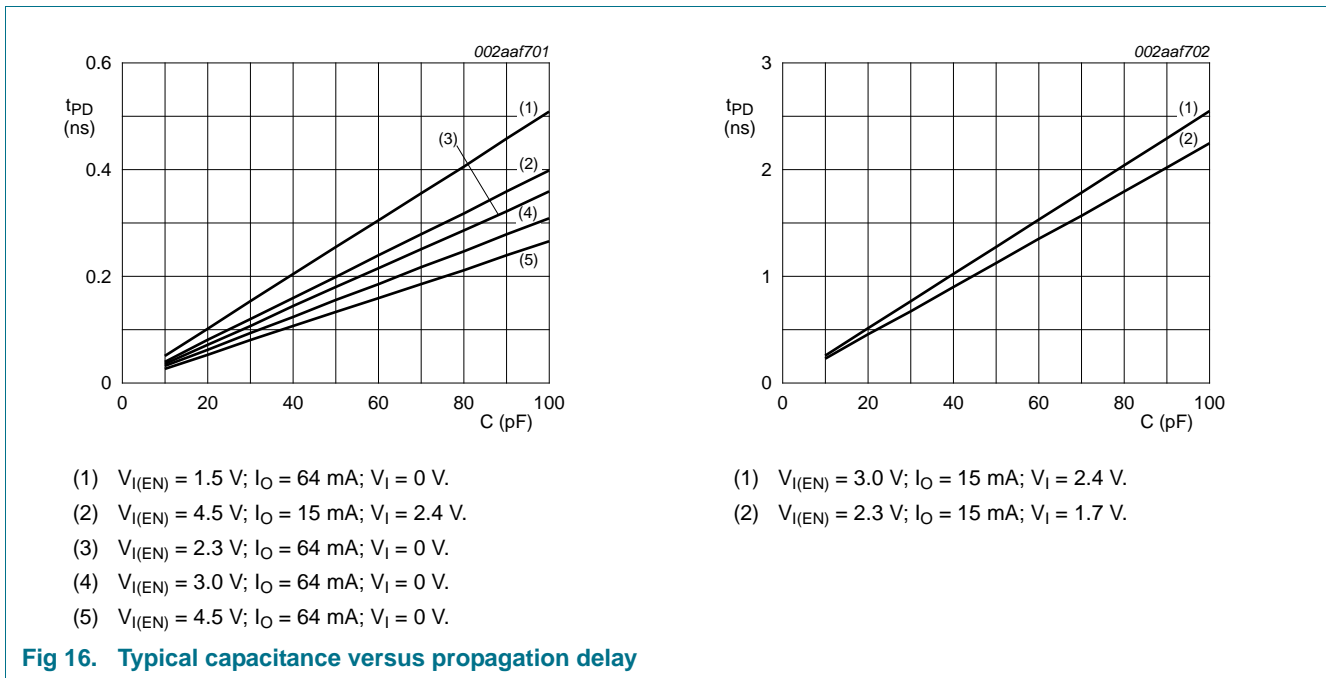 002aaf701
0.6
tPD
(ns)
0.4
0.2
0
(1)
(3)
(2)
(4)
(5)
0 20 40 60 80 100
C (pF)
(1) VI(EN) = 1.5 V; IO = 64 mA; VI = 0 V.
(2) VI(EN) = 4.5 V; IO = 15 mA; VI = 2.4 V.
(3) VI(EN) = 2.3 V; IO = 64 mA; VI = 0 V.
(4) VI(EN) = 3.0 V; IO = 64 mA; VI = 0 V.
(5) VI(EN) = 4.5 V; IO = 64 mA; VI = 0 V.
002aaf702
3
tPD
(ns)
2
1
0
(1)
(2)
0 20 40 60 80 100
C (pF)
(1) VI(EN) = 3.0 V; IO = 15 mA; VI = 2.4 V.
(2) VI(EN) = 2.3 V; IO = 15 mA; VI = 1.7 V.
Fig 16. Typical capacitance versus propagation delay